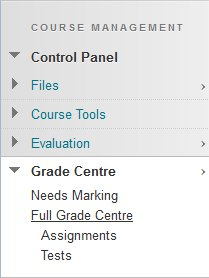 COURSE MANAGEMENT
Control Panel
Files
Course Tools
Evaluation
Grade Centre
Needs Marking
Full Grade Centre
Assignments
Tests